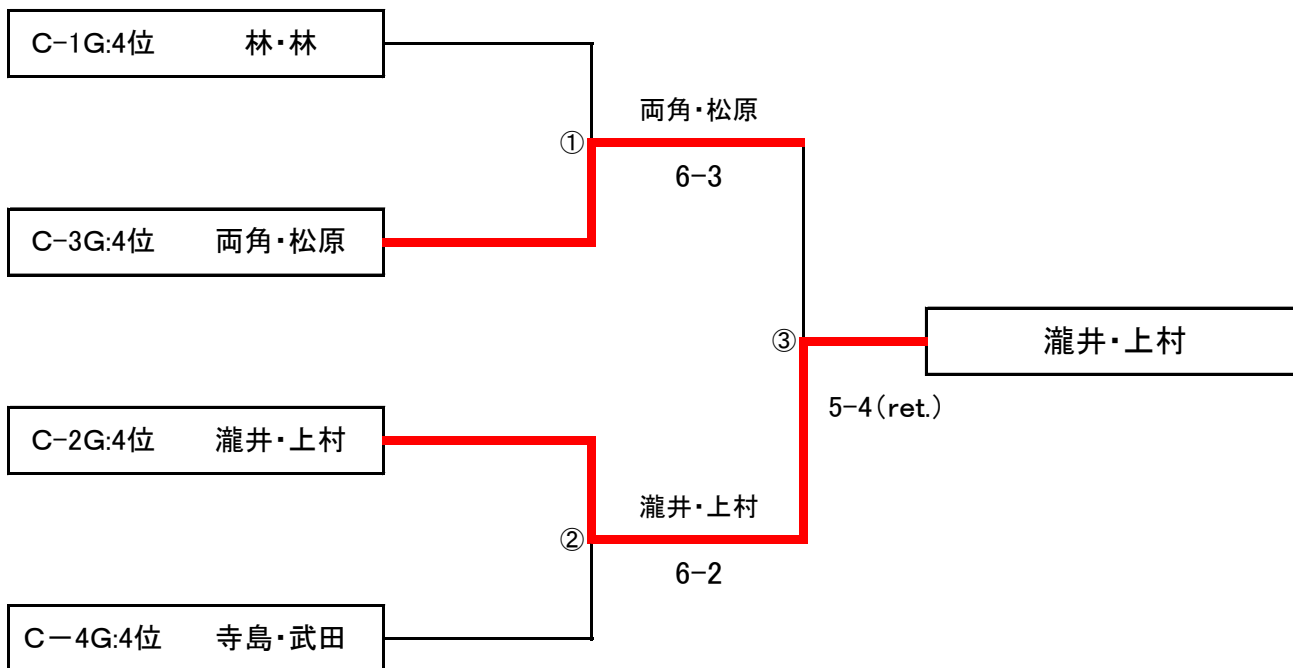 C-1G:4位 林・林
両角・松原
①
6-3
C-3G:4位 両角・松原
③
瀧井・上村
5-4(ret.)
C-2G:4位 瀧井・上村
瀧井・上村
②
6-2
C－4G:4位 寺島・武田